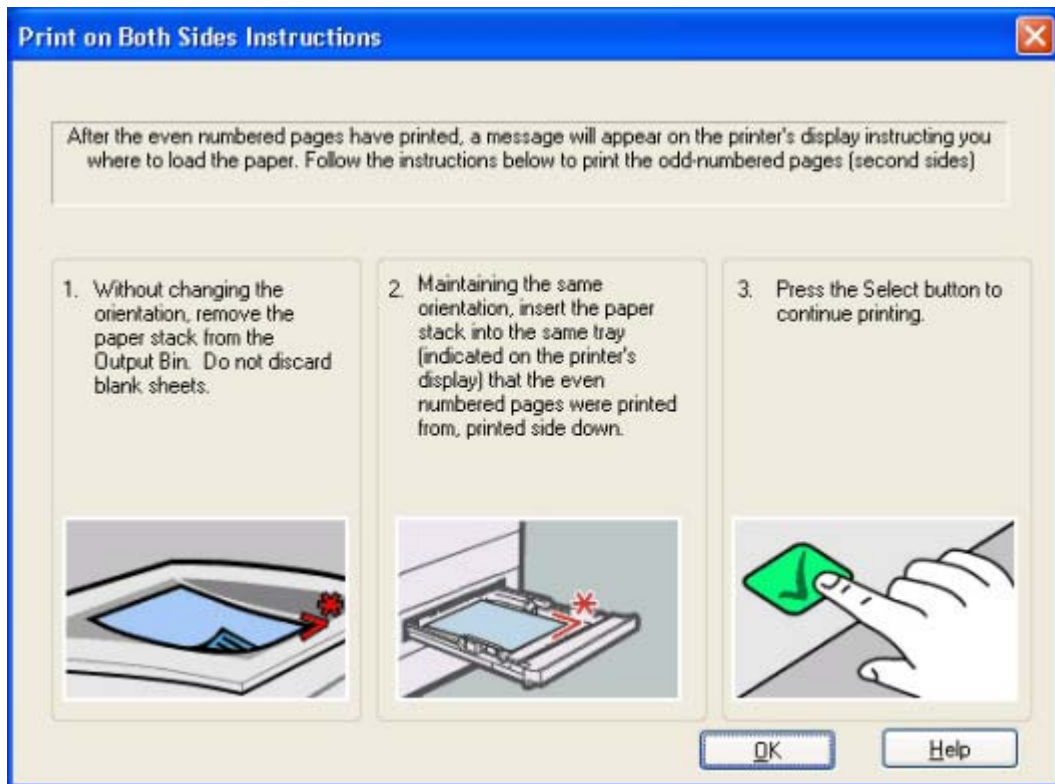 Print on Both Sides Instructions
After the even numbered pages have printed, a message will appear on the printer's display instructing you
where to load the paper. Follow the instructions below to print the odd-numbered pages (second sides)
1. Without changing the
orientation, remove the
paper stack from the
Output Bin. Do not discard
blank sheets.
2. Maintaining the same
orientation, insert the paper
stack into the same tray
(indicated on the printer's
display) that the even
numbered pages were printed
from, printed side down.
3. Press the Select button to
continue printing.
OK
Help